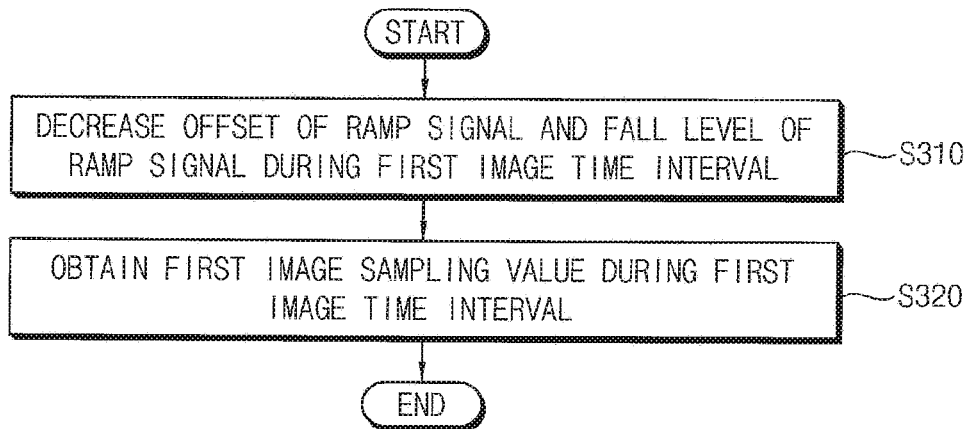 START
DECREASE OFFSET OF RAMP SIGNAL AND FALL LEVEL OF
RAMP SIGNAL DURING FIRST IMAGE TIME INTERVAL
S310
OBTAIN FIRST IMAGE SAMPLING VALUE DURING FIRST
IMAGE TIME INTERVAL
S320
END